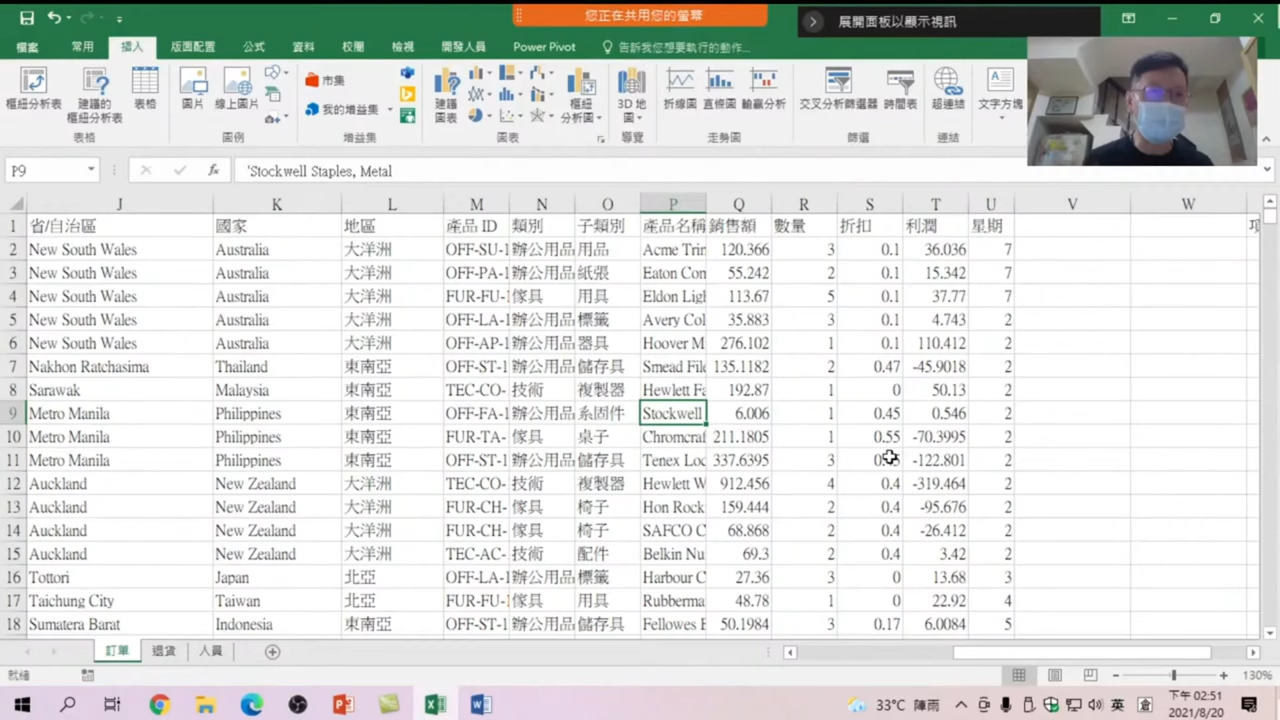 您正在共用您的螢幕
展開面板以顯示視訊
檔案 常用 插入 版面配置 公式 資料 校閱 檢視 開發人員 Power Pivot 告訴我您想要執行的動作...
樞紐分析表 建議的樞紐分析表 表格 圖片 線上圖片 市集 我的增益集 建議圖表 樞紐分析圖 3D 地圖 折線圖 直條圖 輸贏分析 交叉分析篩選器 時間表 超連結 文字方塊
表格 圖例 增益集 圖表 導覽 走勢圖 篩選 連結
P9 fx 'Stockwell Staples, Metal
J K L M N O P Q R S T U V W
1 省/自治區 國家 地區 產品 ID 類別 子類別 產品名稱 銷售額 數量 折扣 利潤 星期
2 New South Wales Australia 大洋洲 OFF-SU-1 辦公用品 用品 Acme Trin 120.366 3 0.1 36.036 7
3 New South Wales Australia 大洋洲 OFF-PA-1 辦公用品 紙張 Eaton Con 55.242 2 0.1 15.342 7
4 New South Wales Australia 大洋洲 FUR-FU-1 傢具 用具 Eldon Ligh 113.67 5 0.1 37.77 7
5 New South Wales Australia 大洋洲 OFF-LA-1 辦公用品 標籤 Avery Col 35.883 3 0.1 4.743 2
6 New South Wales Australia 大洋洲 OFF-AP-1 辦公用品 器具 Hoover M 276.102 1 0.1 110.412 2
7 Nakhon Ratchasima Thailand 東南亞 OFF-ST-1 辦公用品 儲存具 Smead File 135.1182 2 0.47 -45.9018 2
8 Sarawak Malaysia 東南亞 TEC-CO- 技術 複製器 Hewlett Fa 192.87 1 0 50.13 2
9 Metro Manila Philippines 東南亞 OFF-FA-1 辦公用品 系固件 Stockwell 6.006 1 0.45 0.546 2
10 Metro Manila Philippines 東南亞 FUR-TA- 傢具 桌子 Chromcraf 211.1805 1 0.55 -70.3995 2
11 Metro Manila Philippines 東南亞 OFF-ST-1 辦公用品 儲存具 Tenex Loc 337.6395 3 -122.801 2
12 Auckland New Zealand 大洋洲 TEC-CO- 技術 複製器 Hewlett W 912.456 4 0.4 -319.464 2
13 Auckland New Zealand 大洋洲 FUR-CH- 傢具 椅子 Hon Rock 159.444 2 0.4 -95.676 2
14 Auckland New Zealand 大洋洲 FUR-CH- 傢具 椅子 SAFCO C 68.868 2 0.4 -26.412 2
15 Auckland New Zealand 大洋洲 TEC-AC- 技術 配件 Belkin Nu 69.3 2 0.4 3.42 2
16 Tottori Japan 北亞 OFF-LA-1 辦公用品 標籤 Harbour C 27.36 3 0 13.68 3
17 Taichung City Taiwan 北亞 FUR-FU-1 傢具 用具 Rubberma 48.78 1 0 22.92 4
18 Sumatera Barat Indonesia 東南亞 OFF-ST-1 辦公用品 儲存具 Fellowes B 50.1984 3 0.17 6.0084 5
訂單 退貨 人員
就緒 130%
33°C 陣雨 英 下午 02:51
2021/8/20